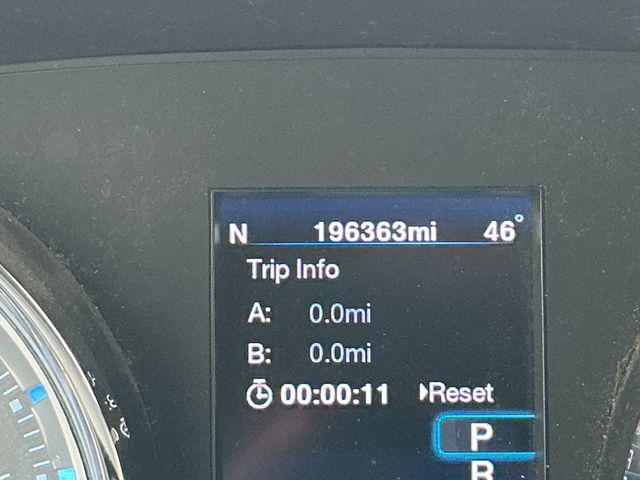 N 196363mi 46°
Trip Info
A: 0.0mi
B: 0.0mi
00:00:11 Reset
P
R